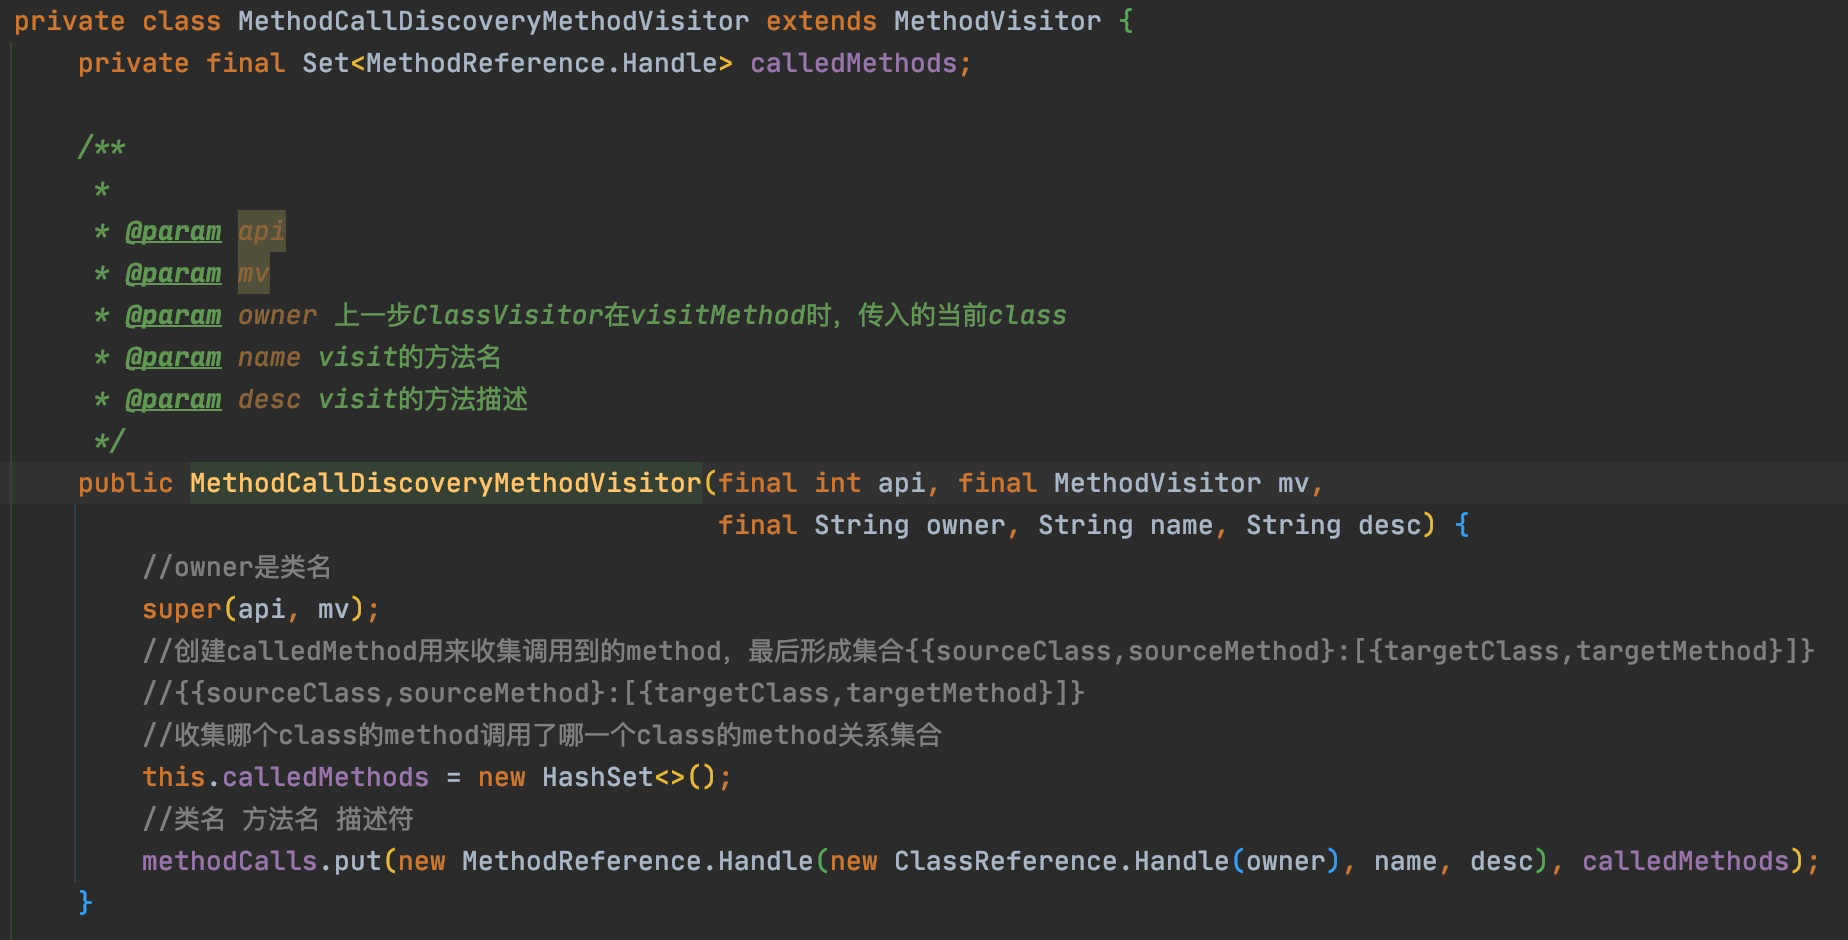 private class MethodCallDiscoveryMethodVisitor extends MethodVisitor {
    private final Set<MethodReference.Handle> calledMethods;

    /**
     *
     * @param api
     * @param mv
     * @param owner 上一步ClassVisitor在visitMethod时，传入的当前class
     * @param name visit的方法名
     * @param desc visit的方法描述
     */
    public MethodCallDiscoveryMethodVisitor(final int api, final MethodVisitor mv,
                                            final String owner, String name, String desc) {
        //owner是类名
        super(api, mv);
        //创建calledMethod用来收集调用到的method，最后形成集合{{sourceClass,sourceMethod}:[{targetClass,targetMethod}]}
        //{{sourceClass,sourceMethod}:[{targetClass,targetMethod}]}
        //收集哪个class的method调用了哪一个class的method关系集合
        this.calledMethods = new HashSet<>();
        //类名 方法名 描述符
        methodCalls.put(new MethodReference.Handle(new ClassReference.Handle(owner), name, desc), calledMethods);
    }